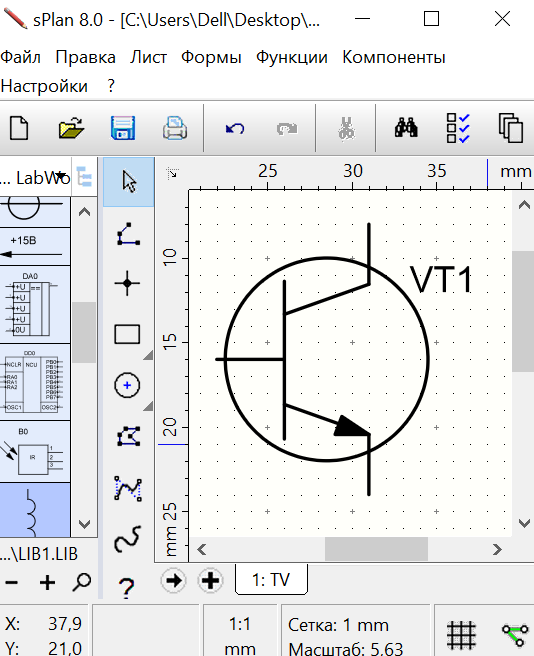 sPlan 8.0 - [C:\Users\Dell\Desktop\...
Файл Правка Лист Формы Функции Компоненты
Настройки ?
... LabWo
25 30 35 mm
+15B
DA0
+U ==
+U
+U
+U
0U
DD0
NCLR NCU PB0
RA0 PB1
RA1 PB2
RA2 PB3
PB4
PB5
PB6
PB7
OSC1 OSC2
B0
IR
1
2
3
...\LIB1.LIB
10
15
20
25
mm
VT1
?
1: TV
X: 37,9
Y: 21,0
1:1
mm
Сетка: 1 mm
Масштаб: 5,63